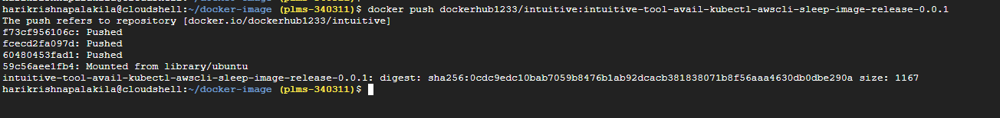 harikrishnapalakila@cloudshell:~/docker-image (plms-340311)$ docker push dockerhub1233/intuitive:intuitive-tool-avail-kubectl-awscli-sleep-image-release-0.0.1
The push refers to repository [docker.io/dockerhub1233/intuitive]
f73cf956106c: Pushed
fcecd2fa097d: Pushed
60480453fad1: Pushed
59c56aee1fb4: Mounted from library/ubuntu
intuitive-tool-avail-kubectl-awscli-sleep-image-release-0.0.1: digest: sha256:0cdc9edc10bab7059b8476b1ab92dcacb381838071b8f56aaa4630db0dbe290a size: 1167
harikrishnapalakila@cloudshell:~/docker-image (plms-340311)$